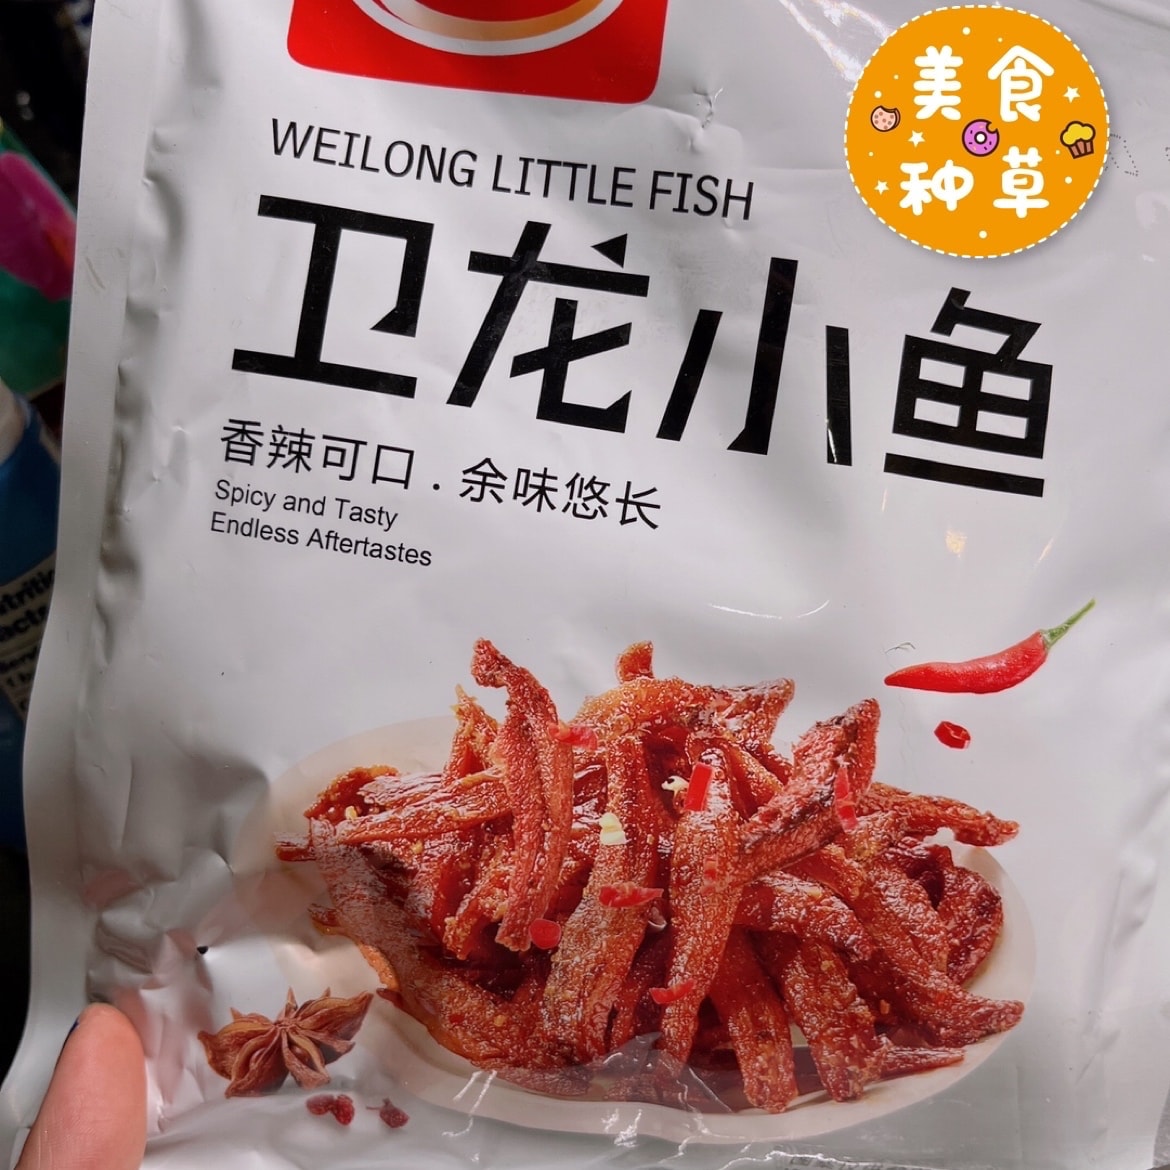 美食
种草
WEILONG LITTLE FISH
卫龙小鱼
香辣可口.余味悠长
Spicy and Tasty
Endless Aftertastes